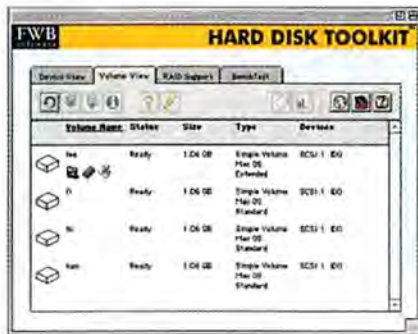 FWB
software
HARD DISK TOOLKIT™
Device View Volume View RAID Support BenchTest
Volume Name Status Size Type Devices
Ready 1.06 GB Simple Volume SCSI 1 ID0
Mac OS
Extended
Ready 1.06 GB Simple Volume SCSI 1 ID0
Mac OS
Standard
Ready 1.06 GB Simple Volume SCSI 1 ID0
Mac OS
Standard
Ready 1.06 GB Simple Volume SCSI 1 ID0
Mac OS
Standard